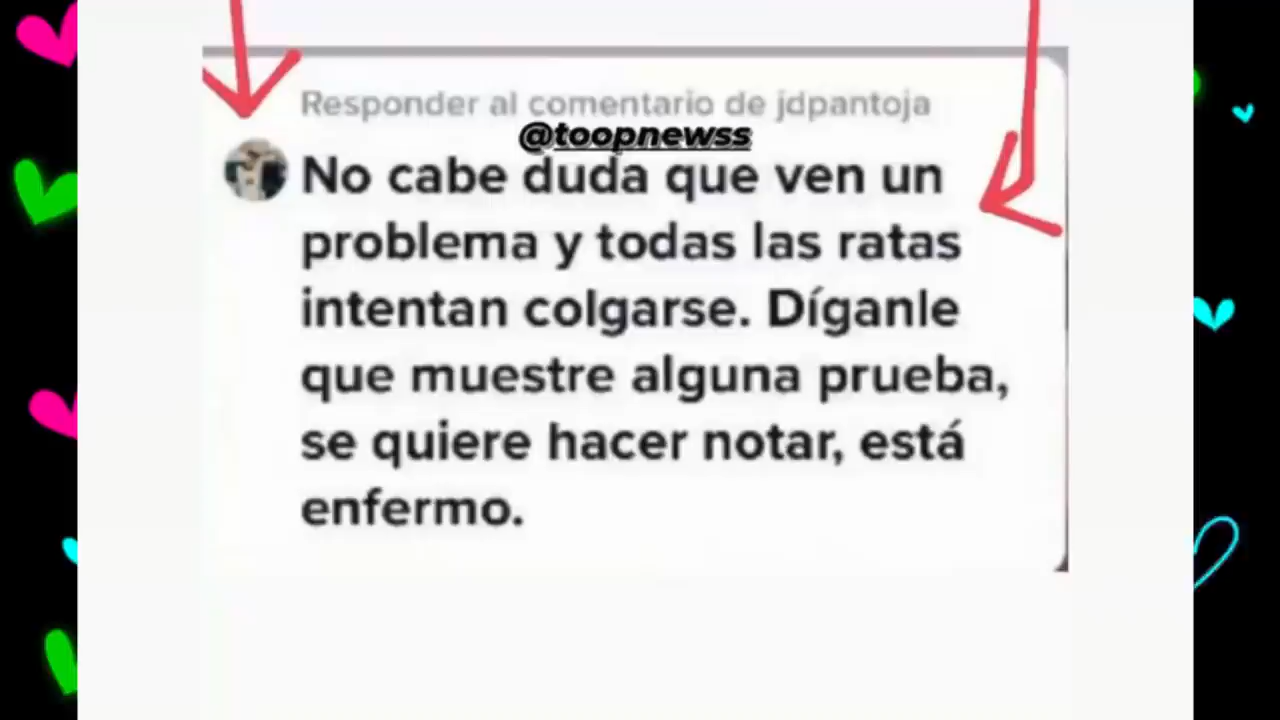 Responder al comentario de jdpantoja
@toopnewss
No cabe duda que ven un
problema y todas las ratas
intentan colgarse. Díganle
que muestre alguna prueba,
se quiere hacer notar, está
enfermo.